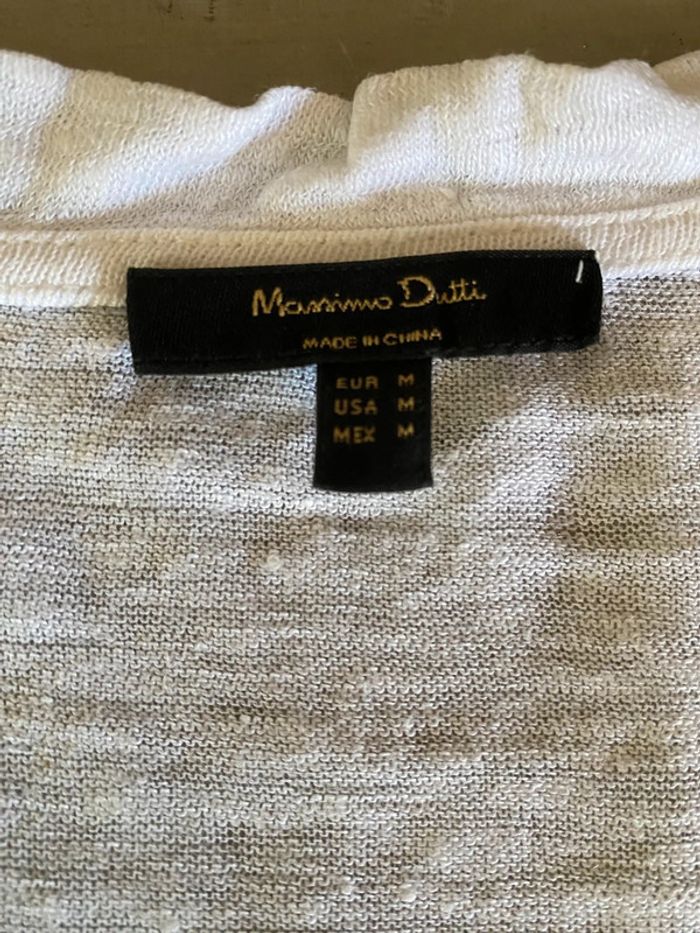 Massimo Dutti
MADE IN CHINA
EUR M
USA M
MEX M